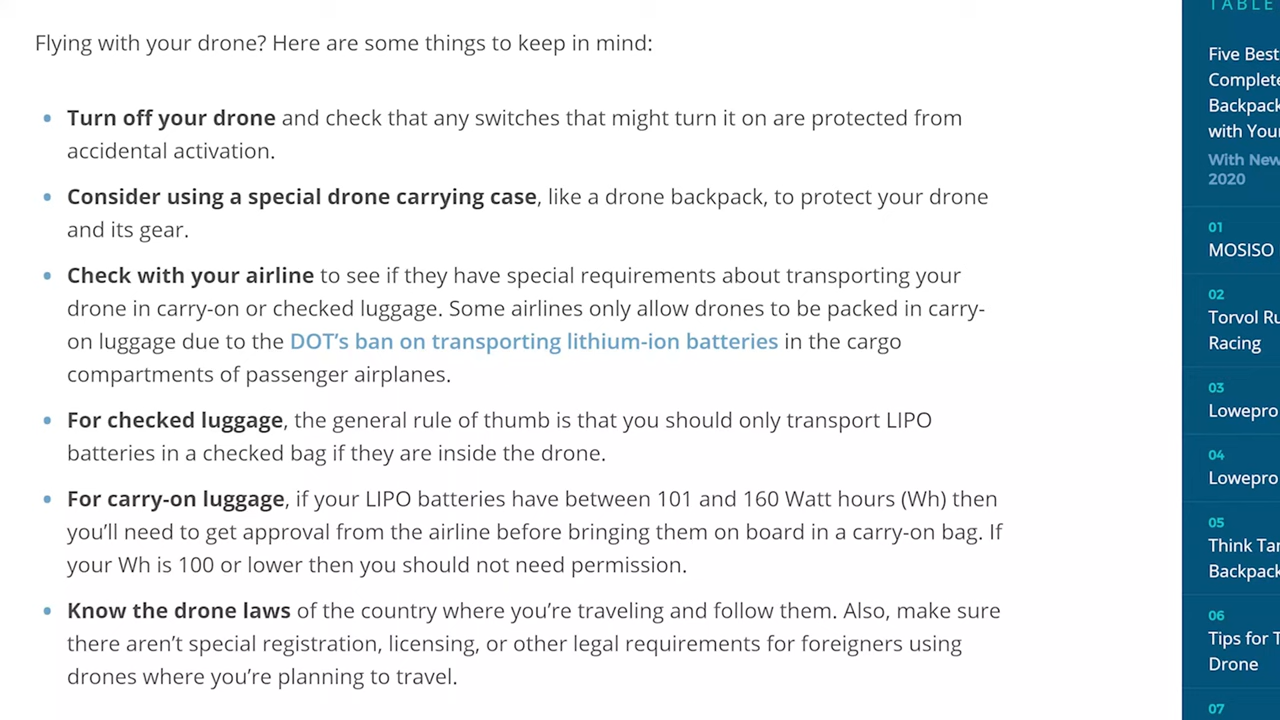 Flying with your drone? Here are some things to keep in mind:
• Turn off your drone and check that any switches that might turn it on are protected from
accidental activation.
• Consider using a special drone carrying case, like a drone backpack, to protect your drone
and its gear.
• Check with your airline to see if they have special requirements about transporting your
drone in carry-on or checked luggage. Some airlines only allow drones to be packed in carry-
on luggage due to the DOT’s ban on transporting lithium-ion batteries in the cargo
compartments of passenger airplanes.
• For checked luggage, the general rule of thumb is that you should only transport LIPO
batteries in a checked bag if they are inside the drone.
• For carry-on luggage, if your LIPO batteries have between 101 and 160 Watt hours (Wh) then
you’ll need to get approval from the airline before bringing them on board in a carry-on bag. If
your Wh is 100 or lower then you should not need permission.
• Know the drone laws of the country where you’re traveling and follow them. Also, make sure
there aren’t special registration, licensing, or other legal requirements for foreigners using
drones where you’re planning to travel.
TABLE
Five Best
Complete
Backpack
with Your
With New
2020
01
MOSISO
02
Torvol Ru
Racing
03
Lowepro
04
Lowepro
05
Think Tan
Backpack
06
Tips for T
Drone
07